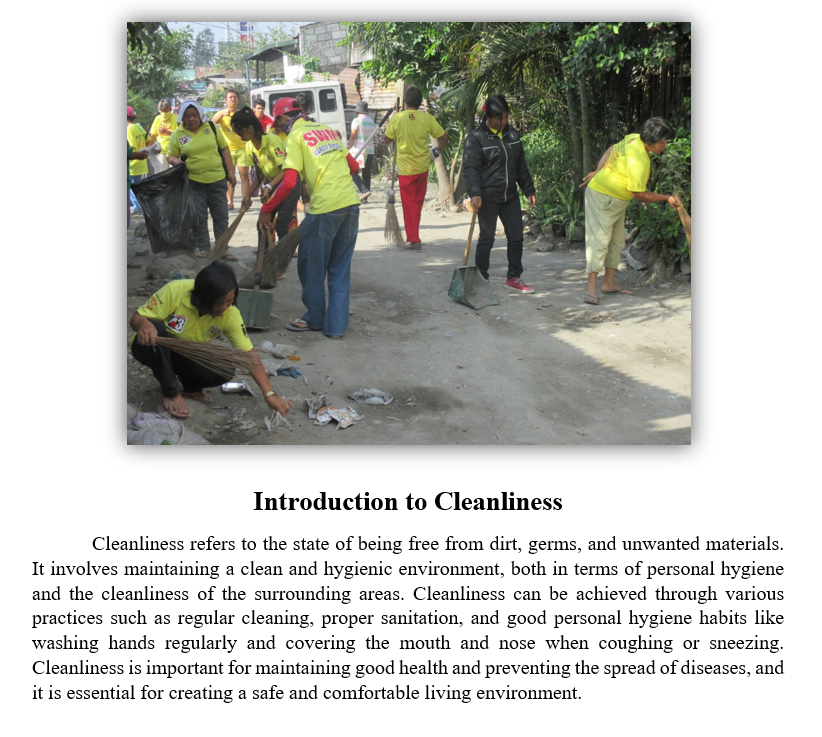 SWM
Introduction to Cleanliness
Cleanliness refers to the state of being free from dirt, germs, and unwanted materials.
It involves maintaining a clean and hygienic environment, both in terms of personal hygiene
and the cleanliness of the surrounding areas. Cleanliness can be achieved through various
practices such as regular cleaning, proper sanitation, and good personal hygiene habits like
washing hands regularly and covering the mouth and nose when coughing or sneezing.
Cleanliness is important for maintaining good health and preventing the spread of diseases, and
it is essential for creating a safe and comfortable living environment.